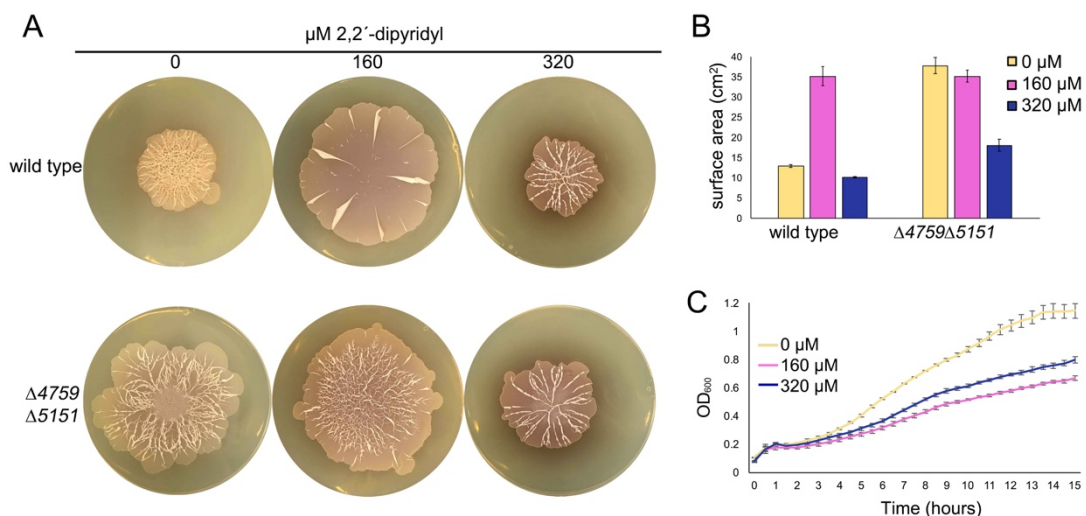 A
µM 2,2´-dipyridyl
0 160 320
wild type
Δ4759
Δ5151
B
surface area (cm²)
40
35
30
25
20
15
10
5
0
wild type Δ4759Δ5151
0 µM
160 µM
320 µM
C
OD₆₀₀
1.2
1
0.8
0.6
0.4
0.2
0
0 µM
160 µM
320 µM
0 1 2 3 4 5 6 7 8 9 10 11 12 13 14 15
Time (hours)